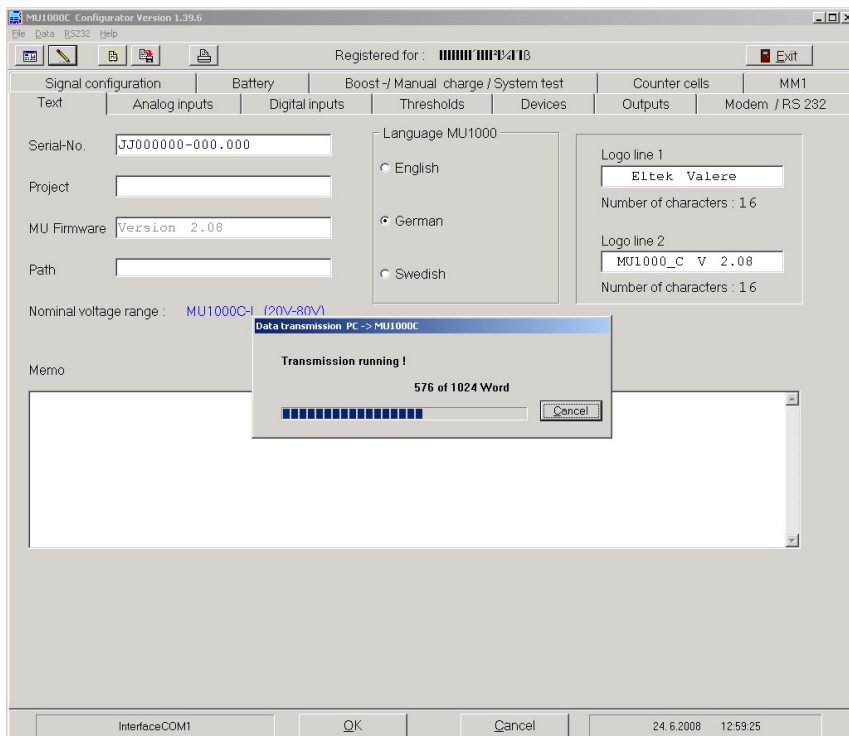 MU1000C Configurator Version 1.39.6
File Data RS232 Help
Registered for :
Exit
Signal configuration Battery Boost -/ Manual charge / System test Counter cells MM1
Text Analog inputs Digital inputs Thresholds Devices Outputs Modem / RS 232
Serial-No. JJ000000-000.000
Project
MU Firmware Version 2.08
Path
Language MU1000
English
German
Swedish
Logo line 1
Eltek Valere
Number of characters : 16
Logo line 2
MU1000_C V 2.08
Number of characters : 16
Nominal voltage range : MU1000C-L (20V-80V)
Data transmission PC -> MU1000C
Transmission running !
576 of 1024 Word
Cancel
Memo
InterfaceCOM1 OK Cancel 24. 6.2008 12:59:25